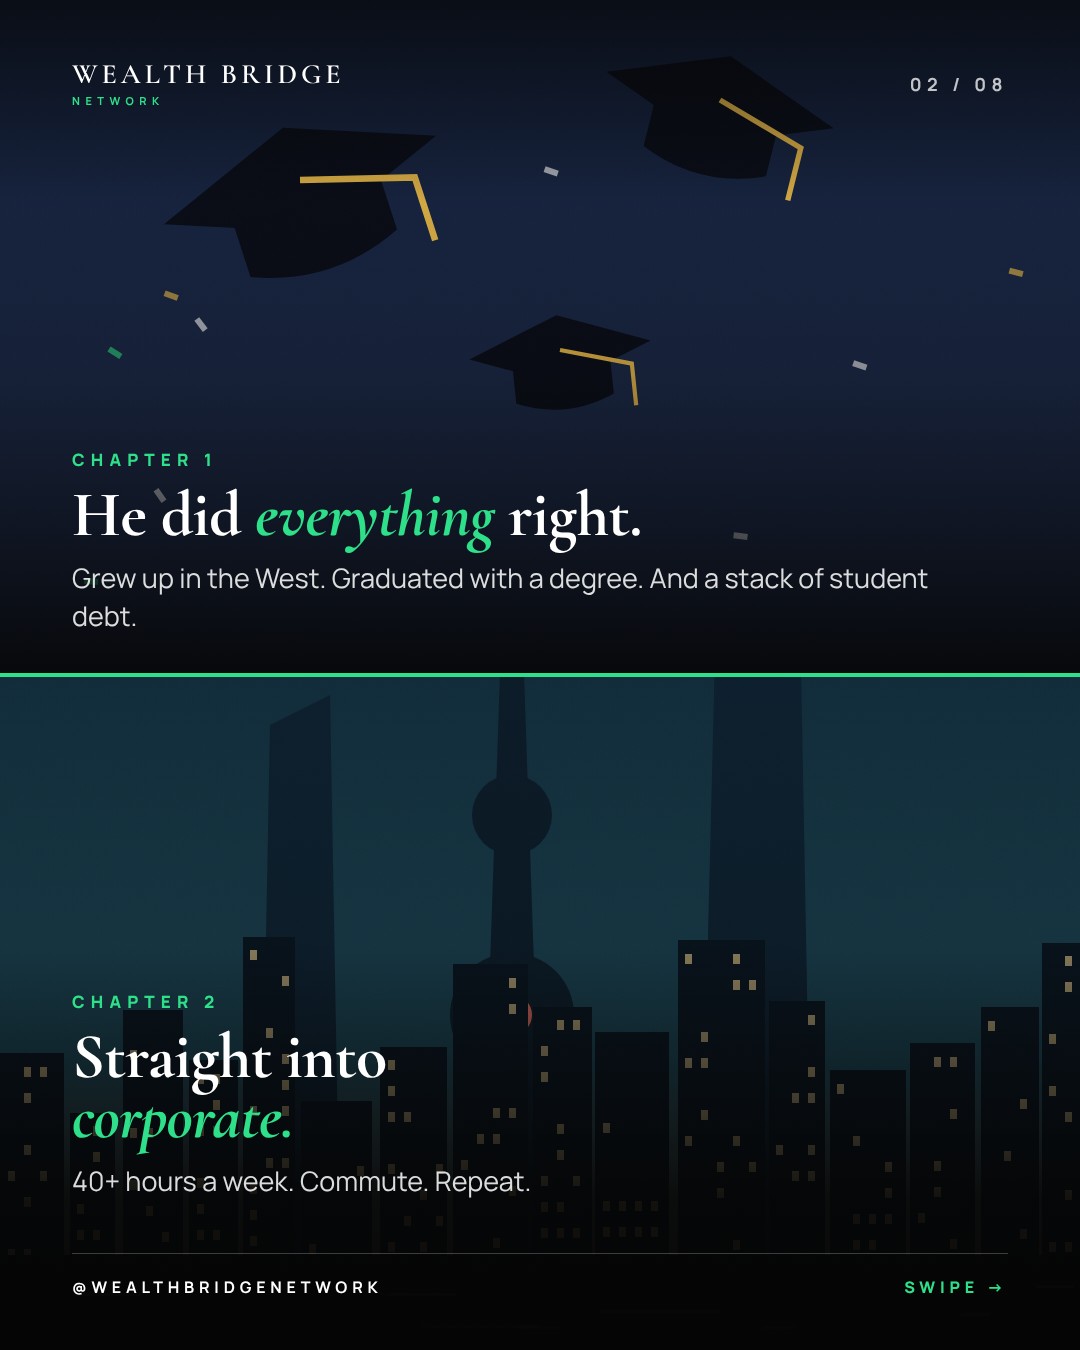 WEALTH BRIDGE
NETWORK
02 / 08
CHAPTER 1
He did everything right.
Grew up in the West. Graduated with a degree. And a stack of student
debt.
CHAPTER 2
Straight into
corporate.
40+ hours a week. Commute. Repeat.
@WEALTHBRIDGENETWORK
SWIPE →